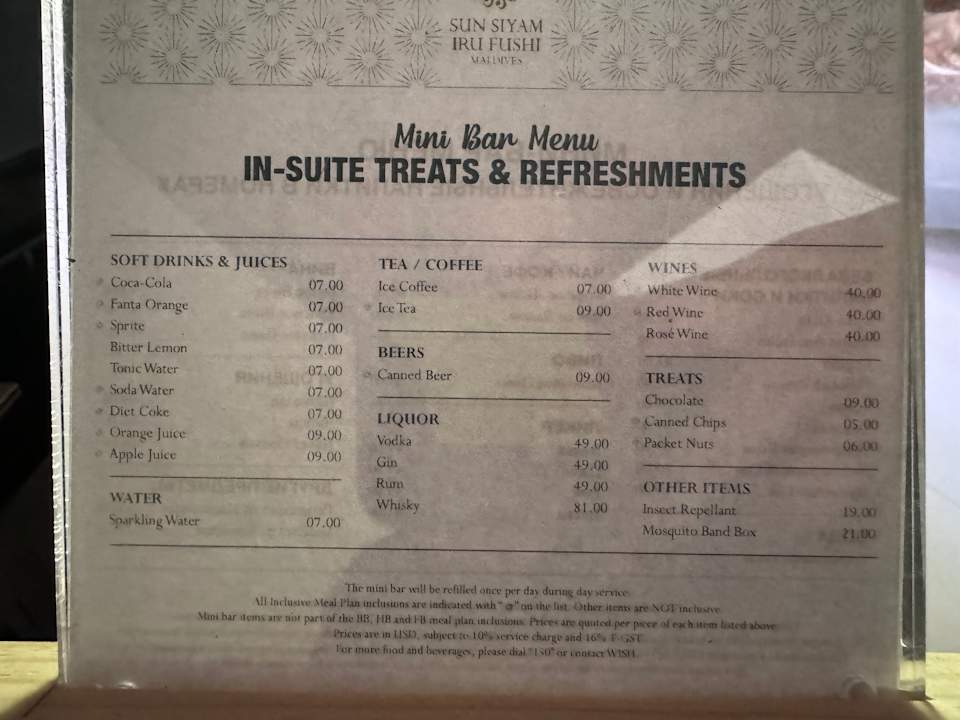 SUN SIYAM
IRU FUSHI
MALDIVES
Mini Bar Menu
IN-SUITE TREATS & REFRESHMENTS
SOFT DRINKS & JUICES
Coca-Cola 07.00
Fanta Orange 07.00
Sprite 07.00
Bitter Lemon 07.00
Tonic Water 07.00
Soda Water 07.00
Diet Coke 07.00
Orange Juice 09.00
Apple Juice 09.00
WATER
Sparkling Water 07.00
TEA / COFFEE
Ice Coffee 07.00
Ice Tea 09.00
BEERS
Canned Beer 09.00
LIQUOR
Vodka 49.00
Gin 49.00
Rum 49.00
Whisky 81.00
WINES
White Wine 40.00
Red Wine 40.00
Rosé Wine 40.00
TREATS
Chocolate 09.00
Canned Chips 05.00
Packet Nuts 06.00
OTHER ITEMS
Insect Repellant 19.00
Mosquito Band Box 21.00
The mini bar will be refilled once per day during day service.
All Inclusive Meal Plan inclusions are indicated with " " on the list. Other items are NOT inclusive.
Mini bar items are not part of the BB, HB and FB meal plan inclusions. Prices are quoted per piece of each item listed above.
Prices are in USD, subject to 10% service charge and 16% T-GST.
For more food and beverages, please dial "150" or contact WISH.